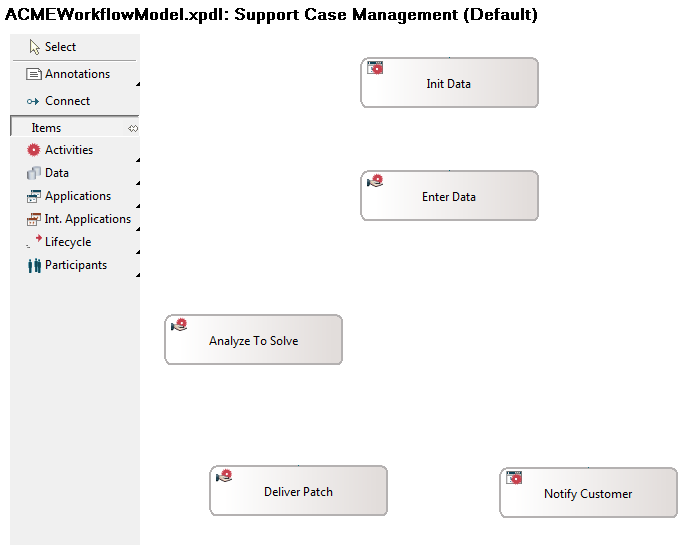 ACMEWorkflowModel.xpdl: Support Case Management (Default)
Select
Annotations
Connect
Items
Activities
Data
Applications
Int. Applications
Lifecycle
Participants
Init Data
Enter Data
Analyze To Solve
Deliver Patch
Notify Customer